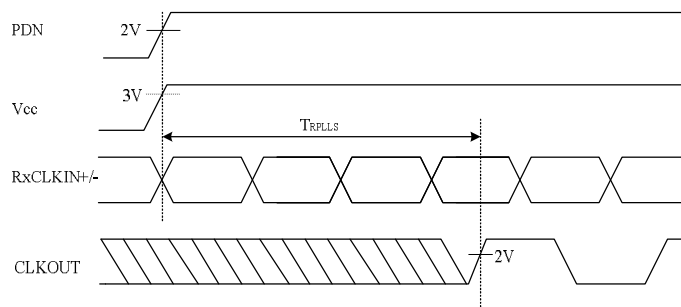 PDN
2V
Vcc
3V
TRPLLS
RxCLKIN+/-
CLKOUT
2V